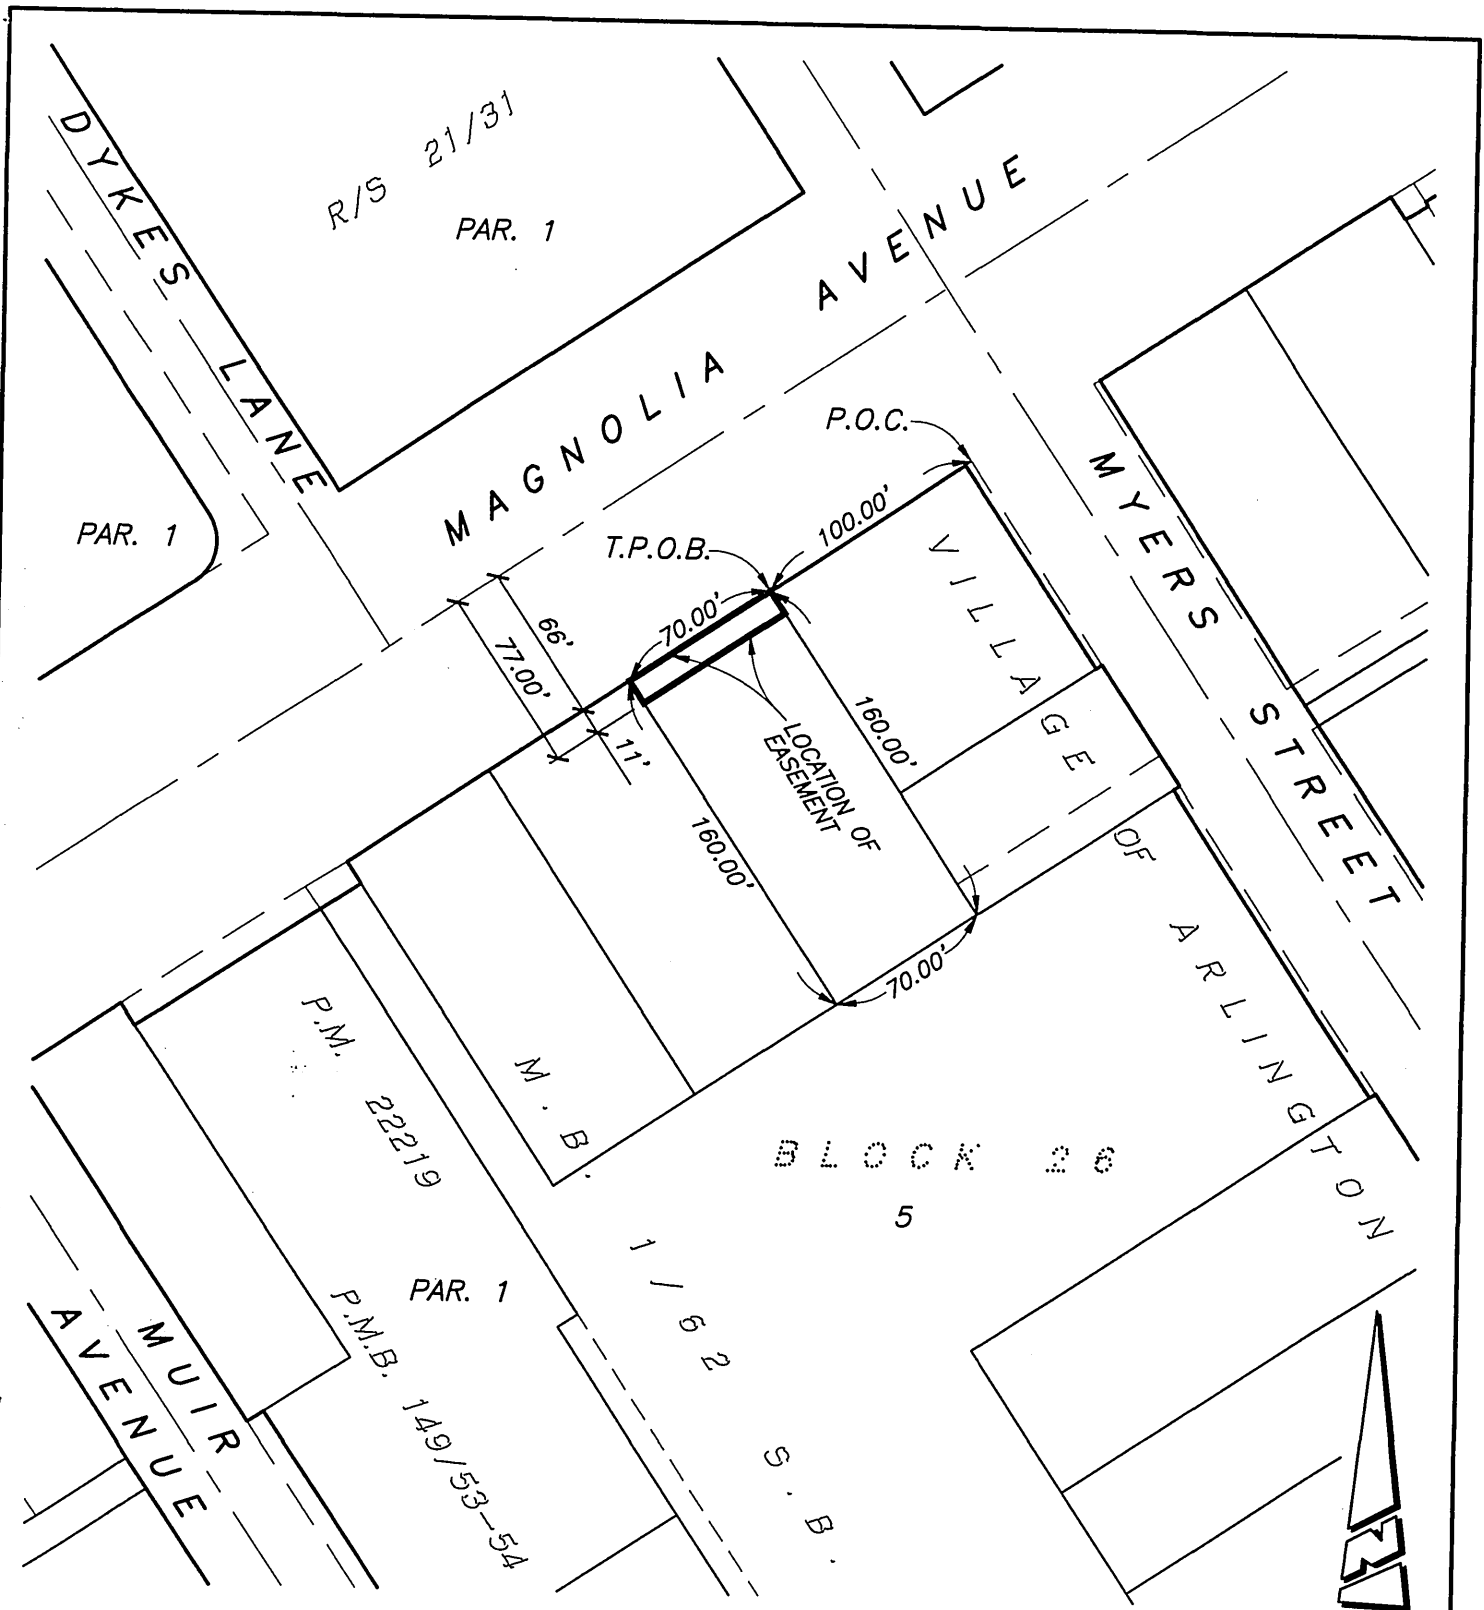 DYKES LANE
R/S 21/31
PAR. 1
MAGNOLIA AVENUE
P.O.C.
MYERS STREET
PAR. 1
T.P.O.B.
100.00'
70.00'
66'
77.00'
11'
VILLAGE OF ARLINGTON
LOCATION OF
EASEMENT
160.00'
160.00'
70.00'
P.M. 22219
M.B. 1/62 S.B.
BLOCK 26
5
PAR. 1
P.M.B. 149/53-54
MUIR
AVENUE
N